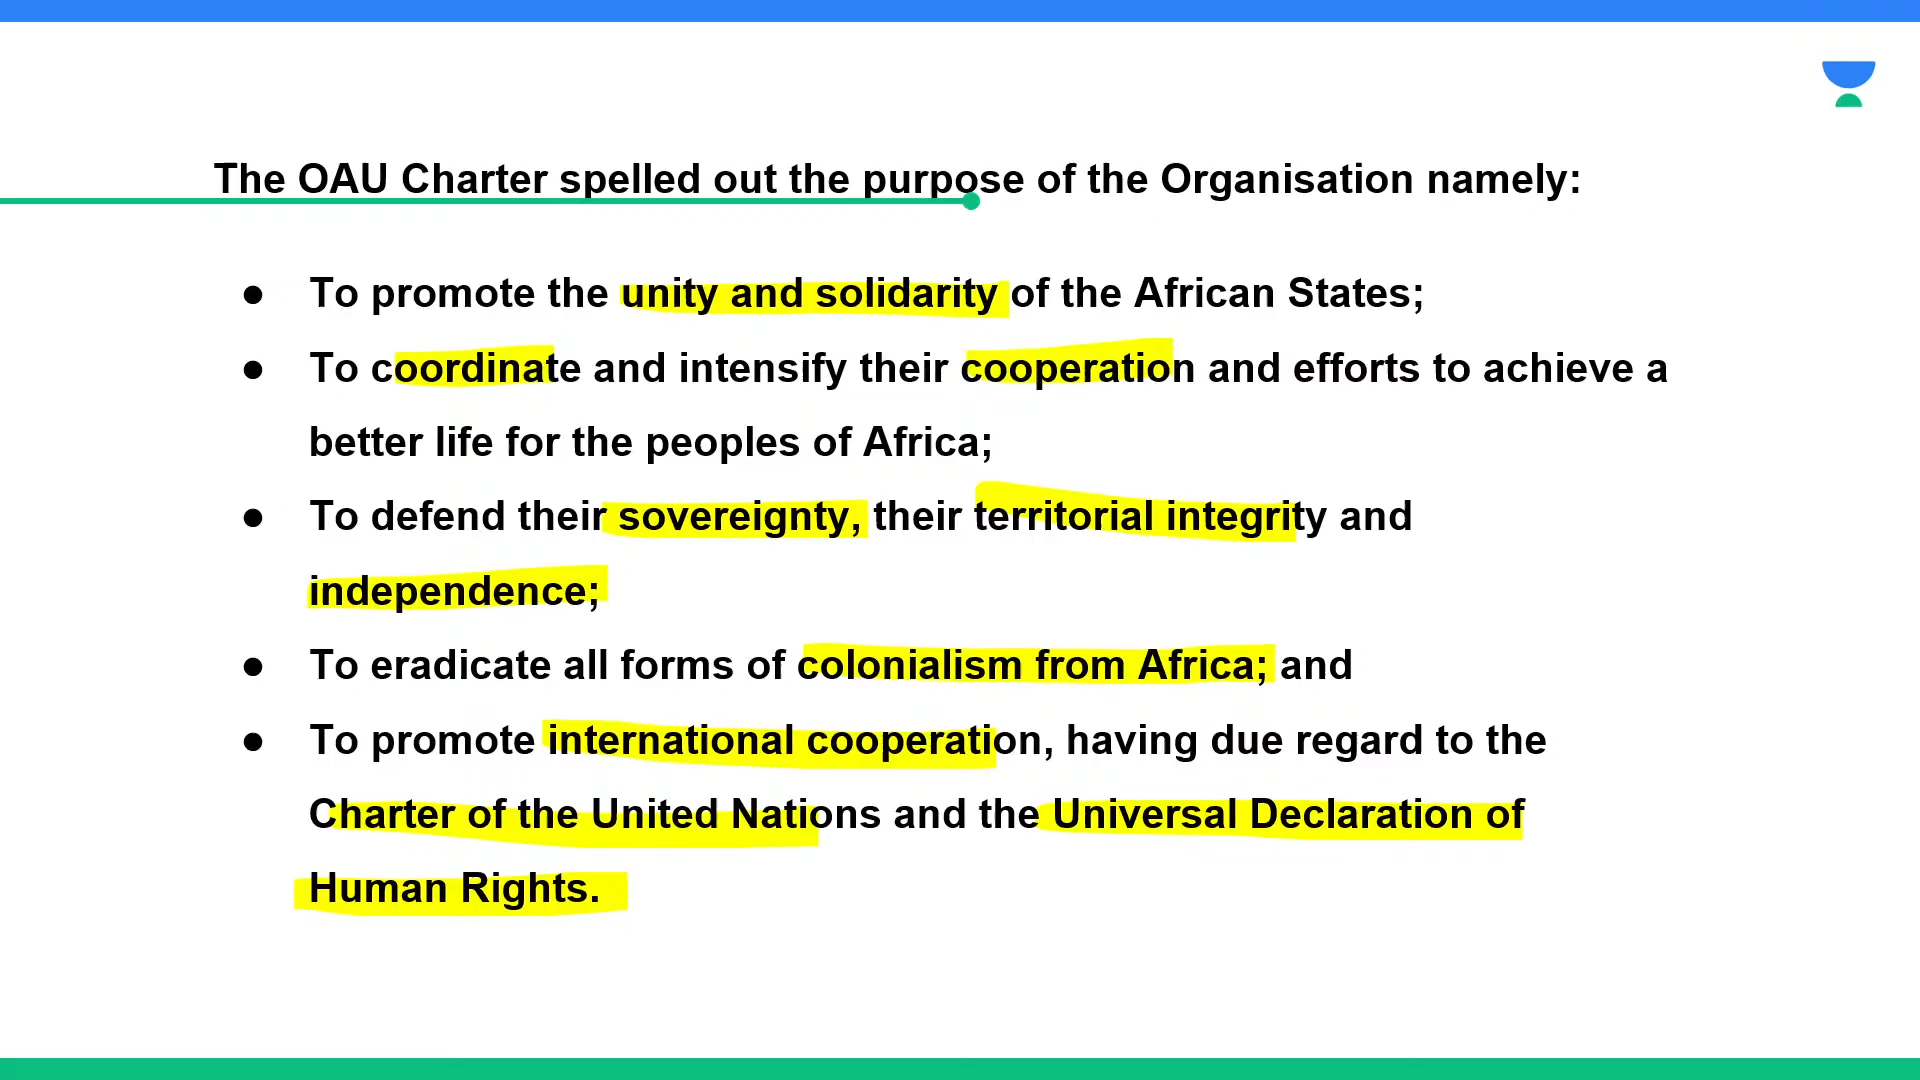 The OAU Charter spelled out the purpose of the Organisation namely:
● To promote the unity and solidarity of the African States;
● To coordinate and intensify their cooperation and efforts to achieve a
better life for the peoples of Africa;
● To defend their sovereignty, their territorial integrity and
independence;
● To eradicate all forms of colonialism from Africa; and
● To promote international cooperation, having due regard to the
Charter of the United Nations and the Universal Declaration of
Human Rights.